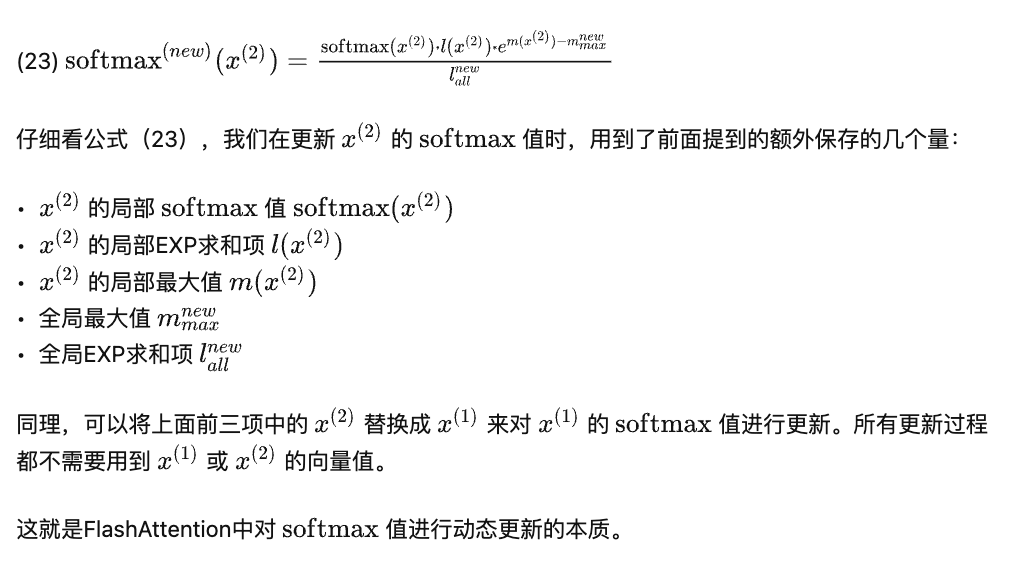 (23) $\mathrm{softmax}^{(new)}(x^{(2)}) = \frac{\mathrm{softmax}(x^{(2)}) \cdot l(x^{(2)}) \cdot e^{m(x^{(2)}) - m_{max}^{new}}}{l_{all}^{new}}$
仔细看公式（23），我们在更新 $x^{(2)}$ 的 softmax 值时，用到了前面提到的额外保存的几个量：
· $x^{(2)}$ 的局部 softmax 值 $\mathrm{softmax}(x^{(2)})$
· $x^{(2)}$ 的局部EXP求和项 $l(x^{(2)})$
· $x^{(2)}$ 的局部最大值 $m(x^{(2)})$
· 全局最大值 $m_{max}^{new}$
· 全局EXP求和项 $l_{all}^{new}$
同理，可以将上面前三项中的 $x^{(2)}$ 替换成 $x^{(1)}$ 来对 $x^{(1)}$ 的 softmax 值进行更新。所有更新过程
都不需要用到 $x^{(1)}$ 或 $x^{(2)}$ 的向量值。
这就是FlashAttention中对 softmax 值进行动态更新的本质。